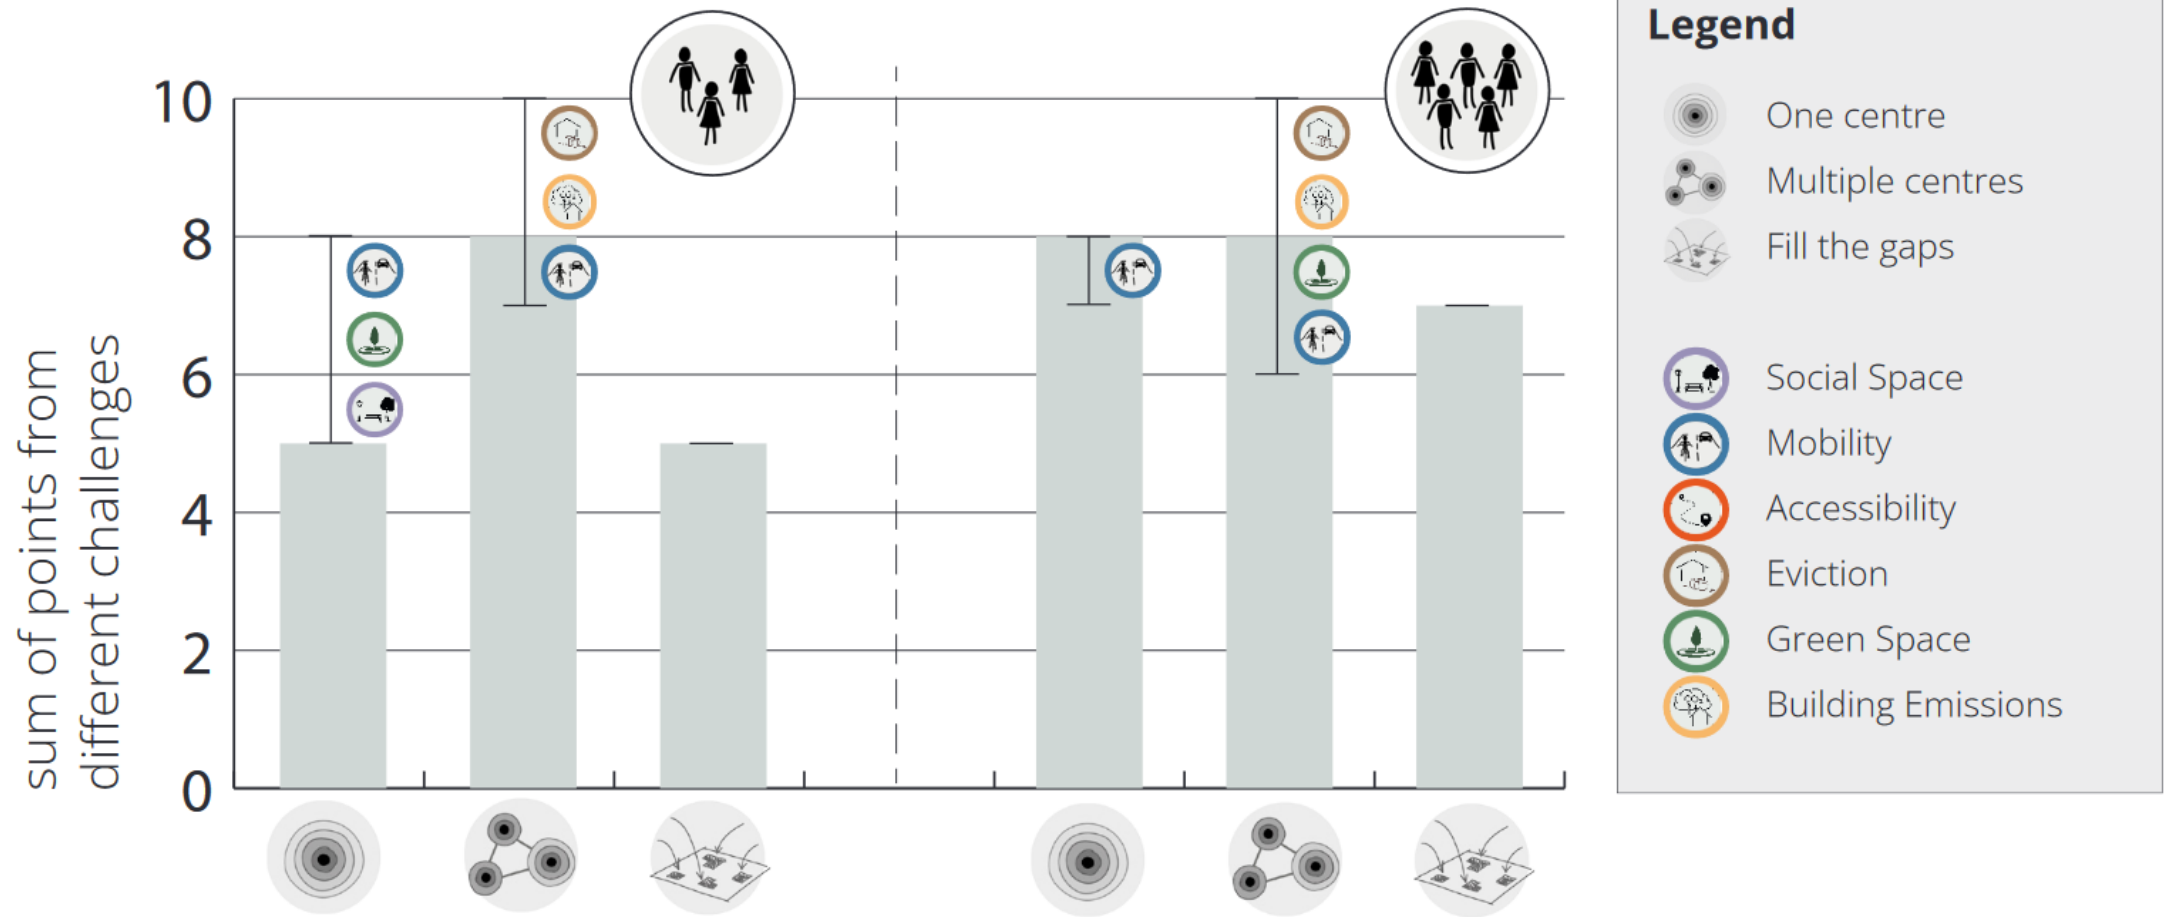 sum of points from
different challenges
10
8
6
4
2
0
Legend
One centre
Multiple centres
Fill the gaps
Social Space
Mobility
Accessibility
Eviction
Green Space
Building Emissions